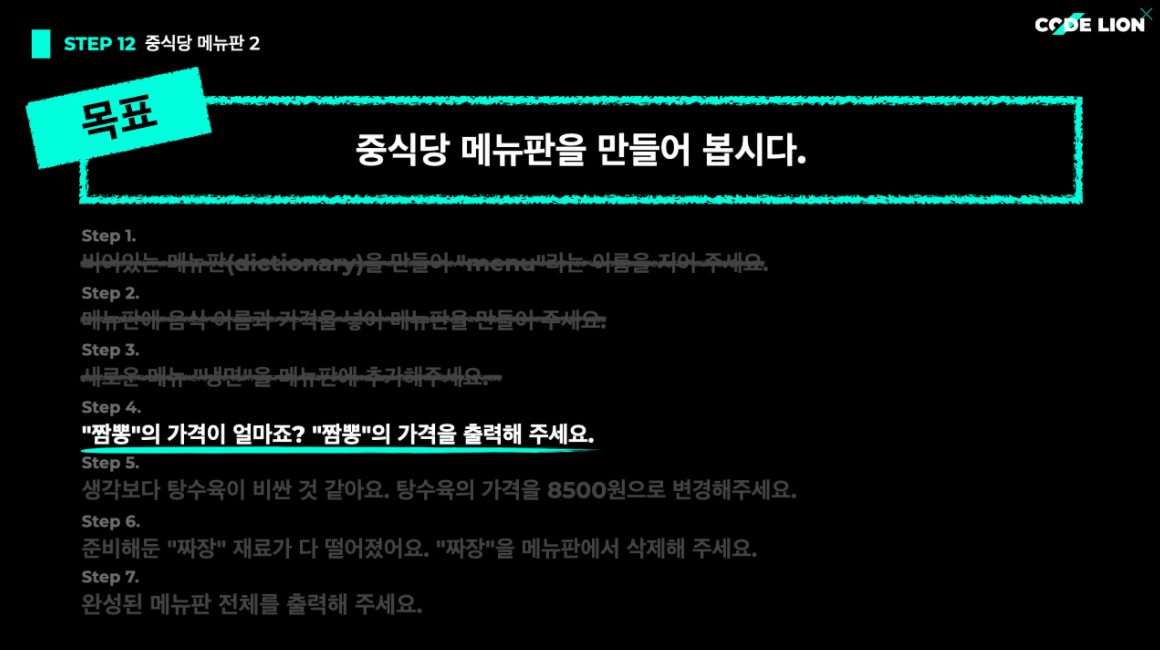 CODE LION
STEP 12 중식당 메뉴판 2
목표
중식당 메뉴판을 만들어 봅시다.
Step 1.
비어있는 메뉴판(dictionary)을 만들어 "menu"라는 이름을 지어 주세요.
Step 2.
메뉴판에 음식 이름과 가격을 넣어 메뉴판을 만들어 주세요.
Step 3.
새로운 메뉴 "냉면"을 메뉴판에 추가해주세요.
Step 4.
"짬뽕"의 가격이 얼마죠? "짬뽕"의 가격을 출력해 주세요.
Step 5.
생각보다 탕수육이 비싼 것 같아요. 탕수육의 가격을 8500원으로 변경해주세요.
Step 6.
준비해둔 "짜장" 재료가 다 떨어졌어요. "짜장"을 메뉴판에서 삭제해 주세요.
Step 7.
완성된 메뉴판 전체를 출력해 주세요.